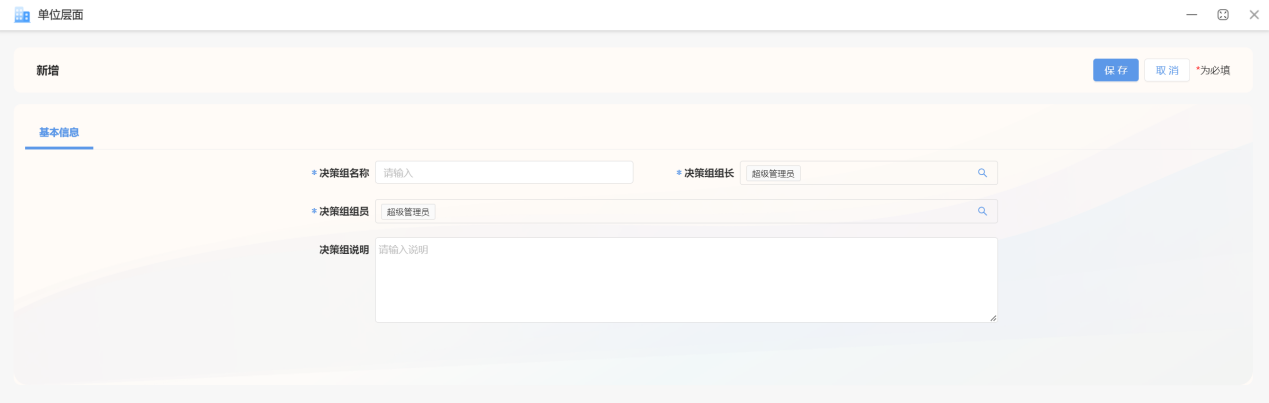 单位层面
新增
保存 取消 *为必填
基本信息
* 决策组名称 请输入 * 决策组组长 超级管理员
* 决策组组员 超级管理员
决策组说明 请输入说明